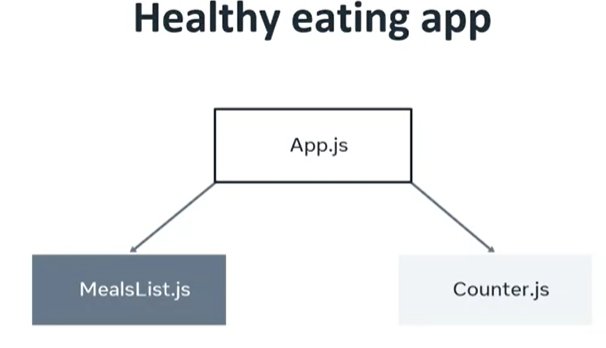 Healthy eating app
App.js
MealsList.js
Counter.js